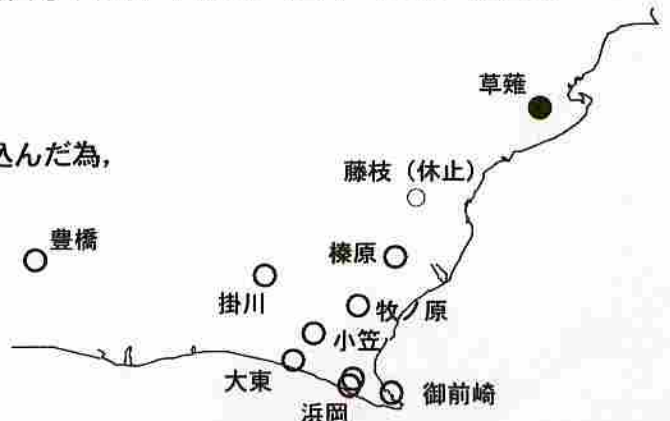 草薙
込んだ為，
藤枝（休止）
豊橋
榛原
掛川
牧ノ原
小笠
大東
御前崎
浜岡